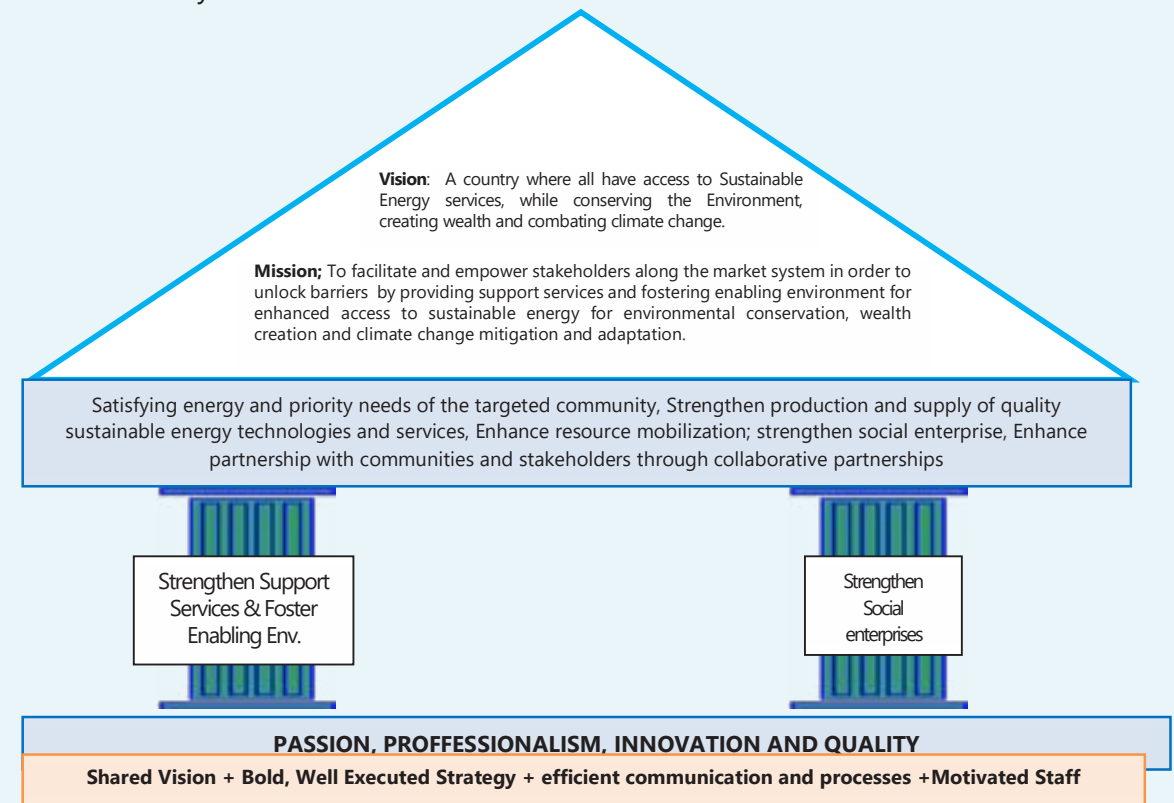 Vision: A country where all have access to Sustainable
Energy services, while conserving the Environment,
creating wealth and combating climate change.
Mission; To facilitate and empower stakeholders along the market system in order to
unlock barriers by providing support services and fostering enabling environment for
enhanced access to sustainable energy for environmental conservation, wealth
creation and climate change mitigation and adaptation.
Satisfying energy and priority needs of the targeted community, Strengthen production and supply of quality
sustainable energy technologies and services, Enhance resource mobilization; strengthen social enterprise, Enhance
partnership with communities and stakeholders through collaborative partnerships
Strengthen Support
Services & Foster
Enabling Env.
Strengthen
Social
enterprises
PASSION, PROFFESSIONALISM, INNOVATION AND QUALITY
Shared Vision + Bold, Well Executed Strategy + efficient communication and processes +Motivated Staff